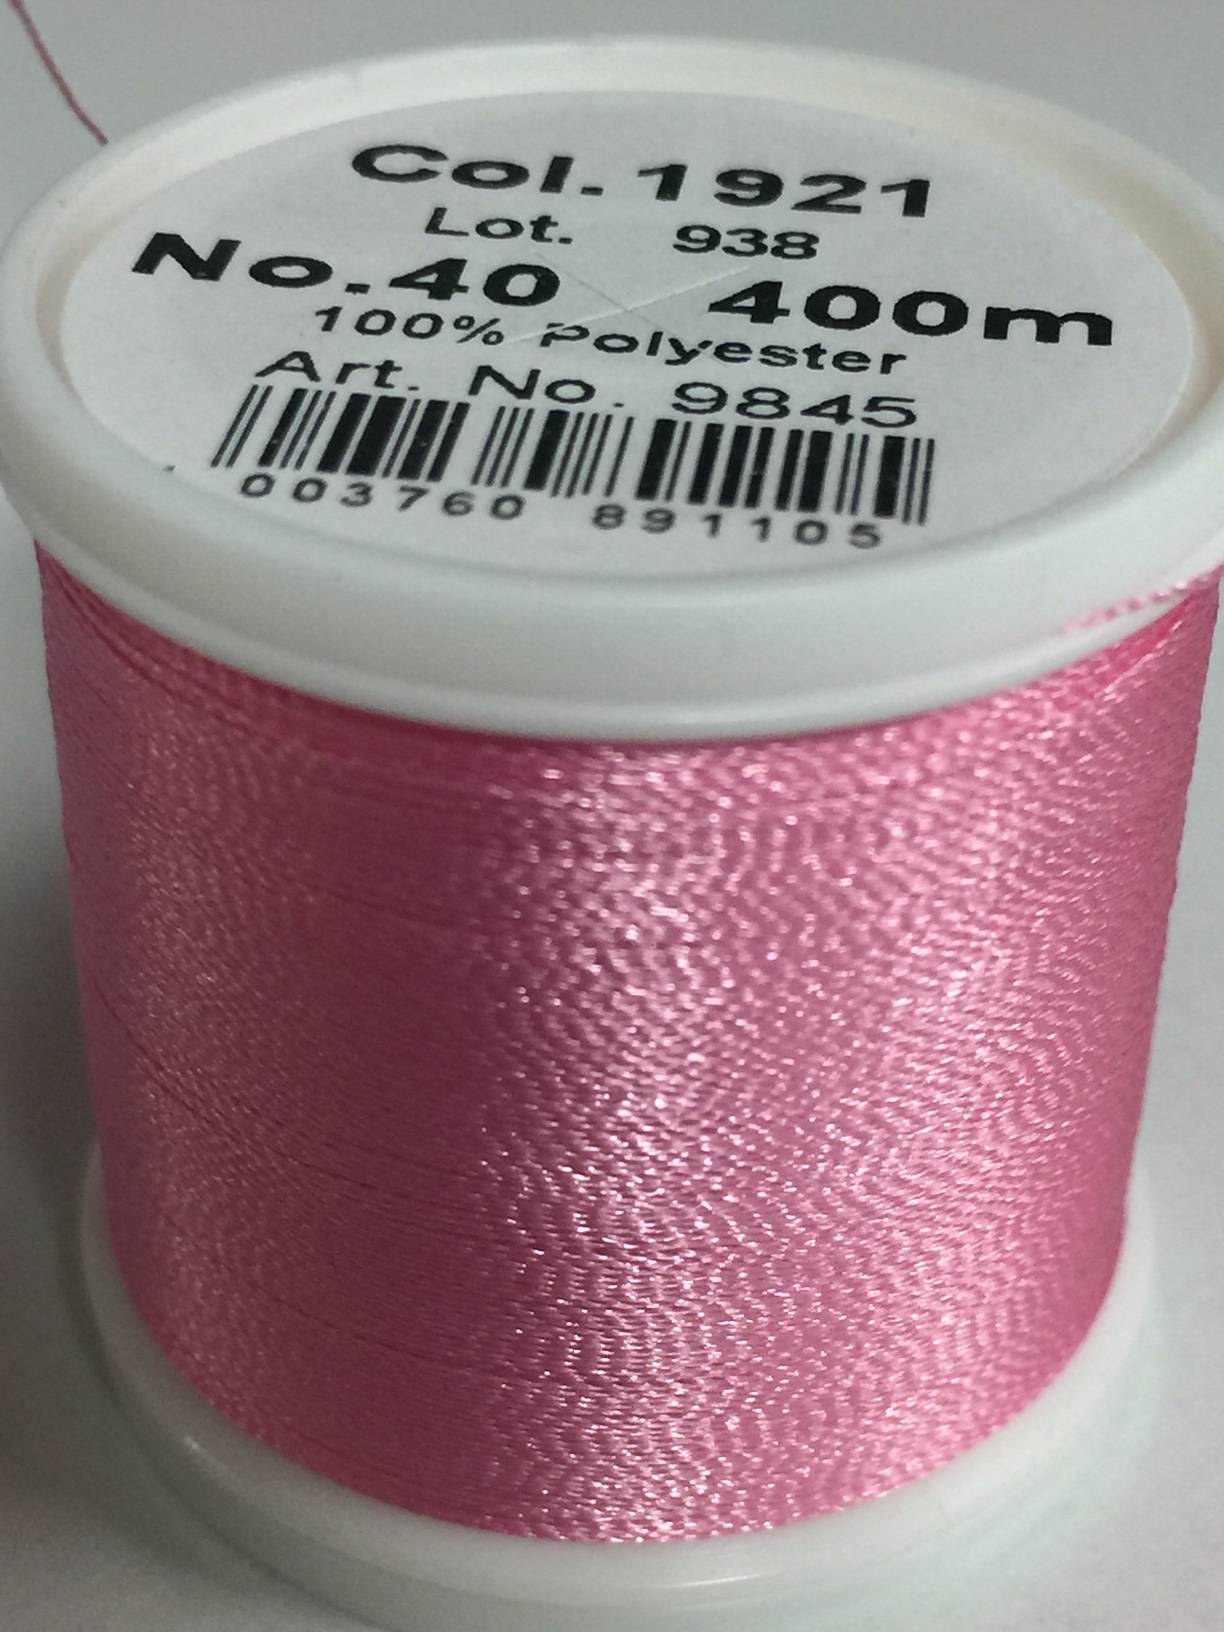 Col.1921
Lot. 938
No.40 400m
100% Polyester
Art. No. 9845
003760 891105